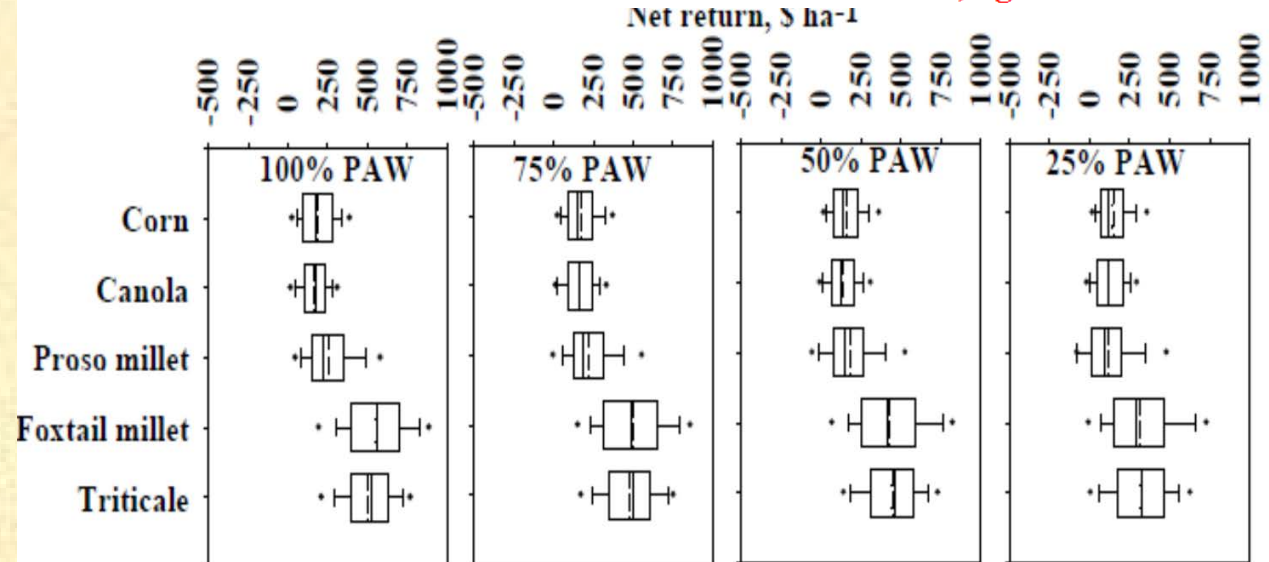 Net return, $ ha-1
-500 -250 0 250 500 750 1000 -500 -250 0 250 500 750 1000 -500 -250 0 250 500 750 1000 -500 -250 0 250 500 750 1000
100% PAW 75% PAW 50% PAW 25% PAW
Corn
Canola
Proso millet
Foxtail millet
Triticale